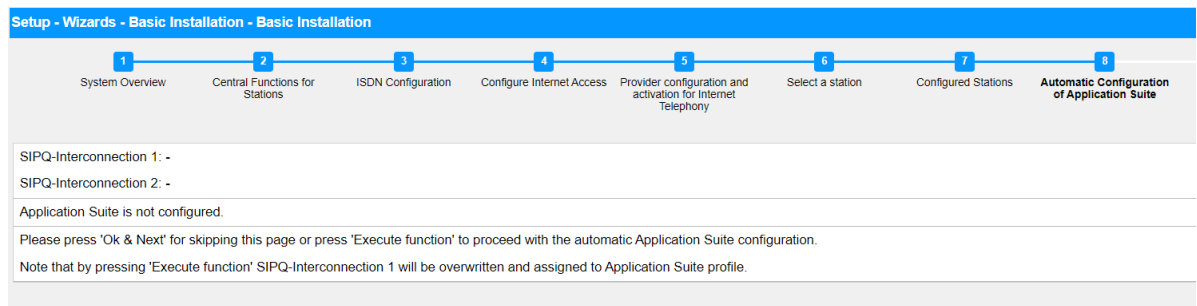 Setup - Wizards - Basic Installation - Basic Installation
1
2
3
4
5
6
7
8
System Overview
Central Functions for
Stations
ISDN Configuration
Configure Internet Access
Provider configuration and
activation for Internet
Telephony
Select a station
Configured Stations
Automatic Configuration
of Application Suite
SIPQ-Interconnection 1: -
SIPQ-Interconnection 2: -
Application Suite is not configured.
Please press 'Ok & Next' for skipping this page or press 'Execute function' to proceed with the automatic Application Suite configuration.
Note that by pressing 'Execute function' SIPQ-Interconnection 1 will be overwritten and assigned to Application Suite profile.